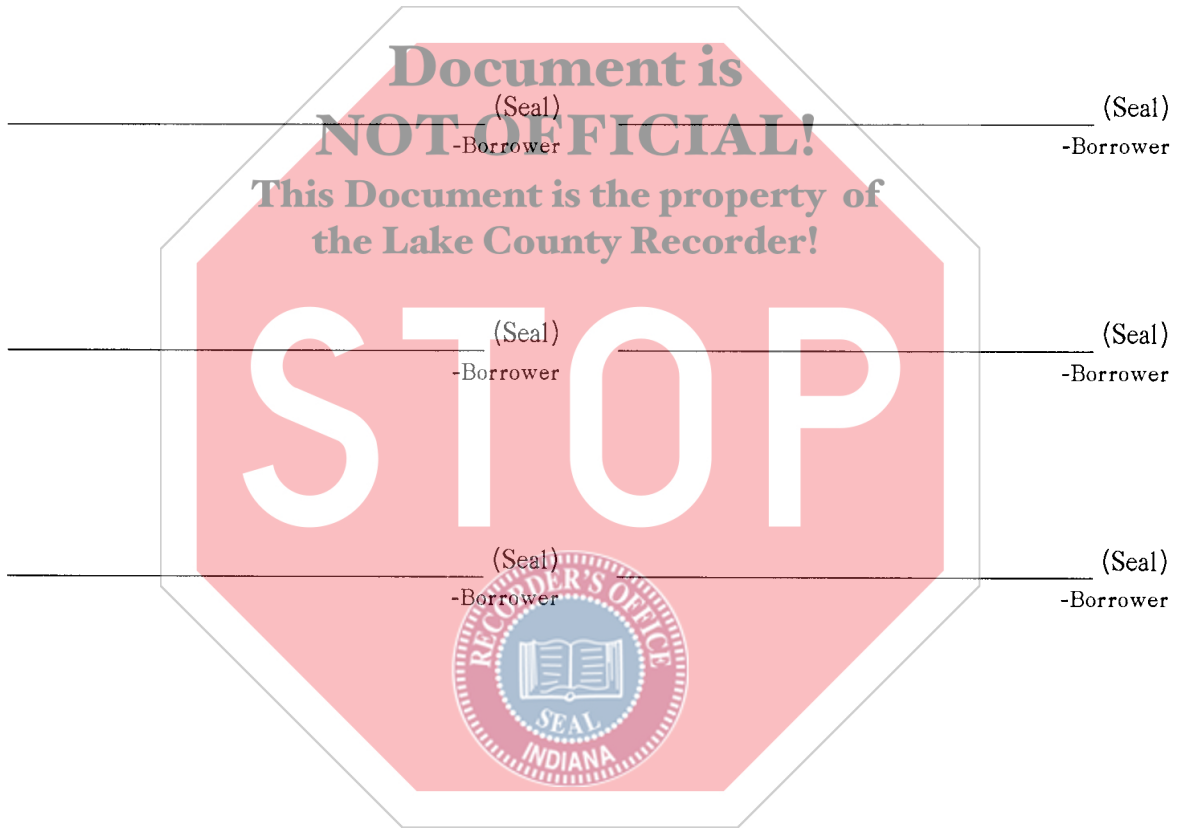 Document is
(Seal) (Seal)
NOT OFFICIAL!
-Borrower -Borrower
This Document is the property of
the Lake County Recorder!
STOP
(Seal) (Seal)
-Borrower -Borrower
(Seal) (Seal)
-Borrower -Borrower
RECORDER'S OFFICE
SEAL
INDIANA